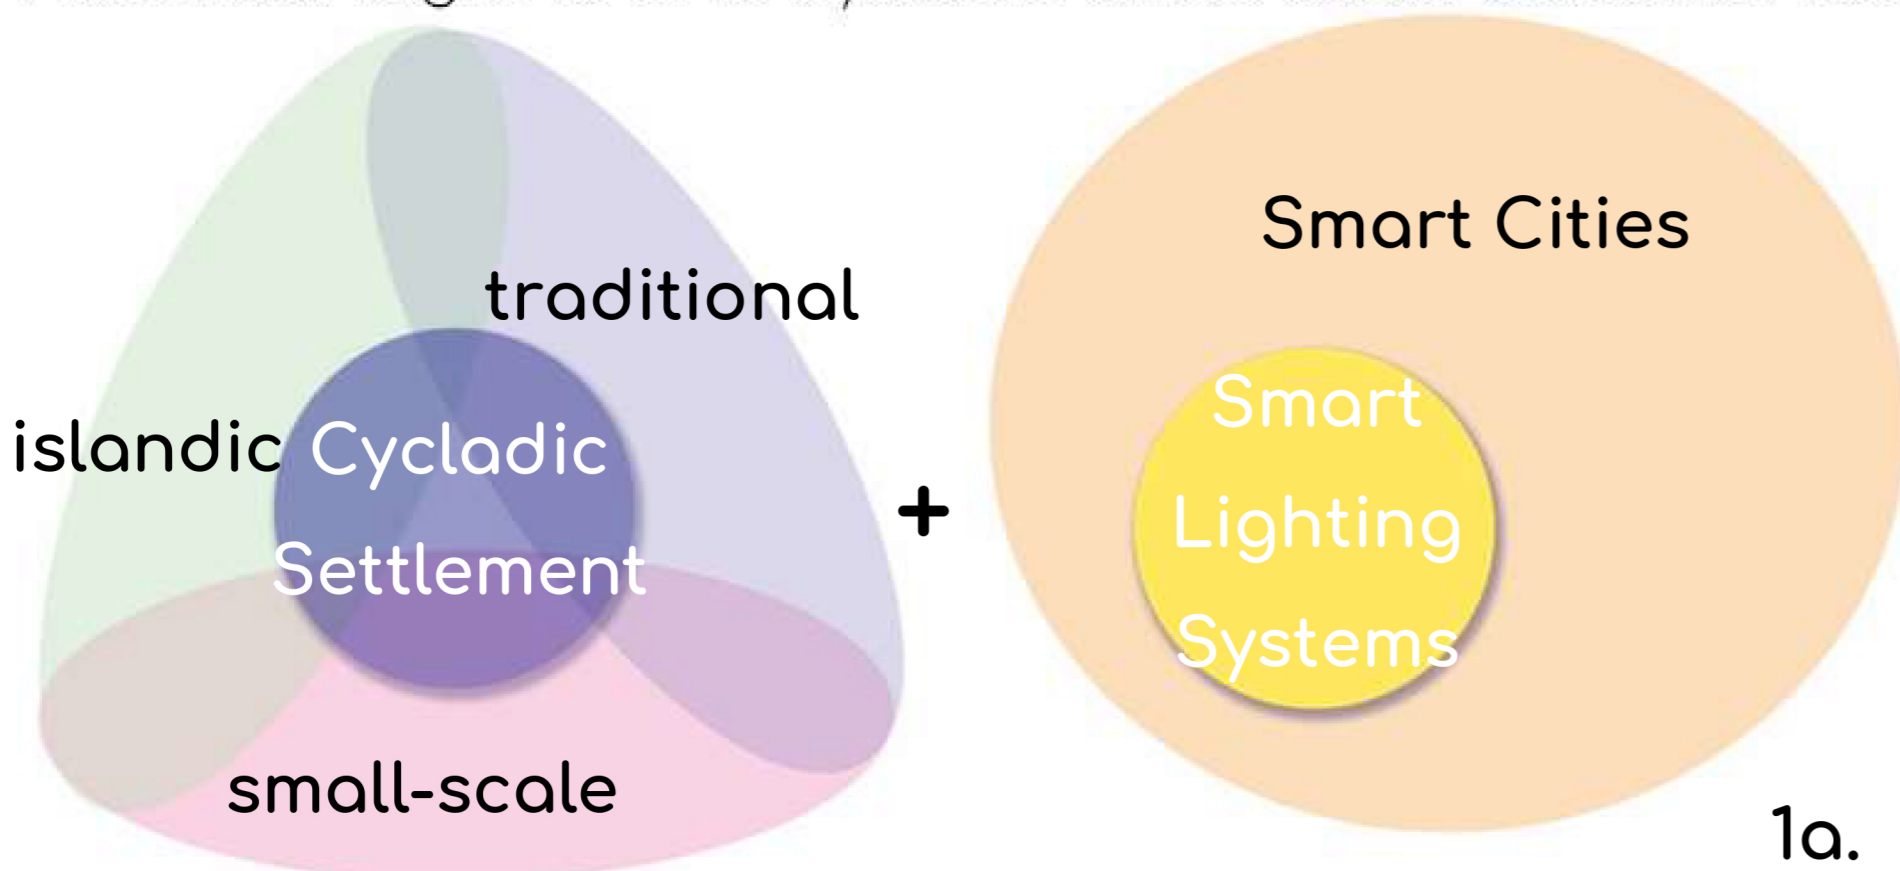 traditional
islandic
Cycladic
Settlement
small-scale
+
Smart Cities
Smart
Lighting
Systems
1a.